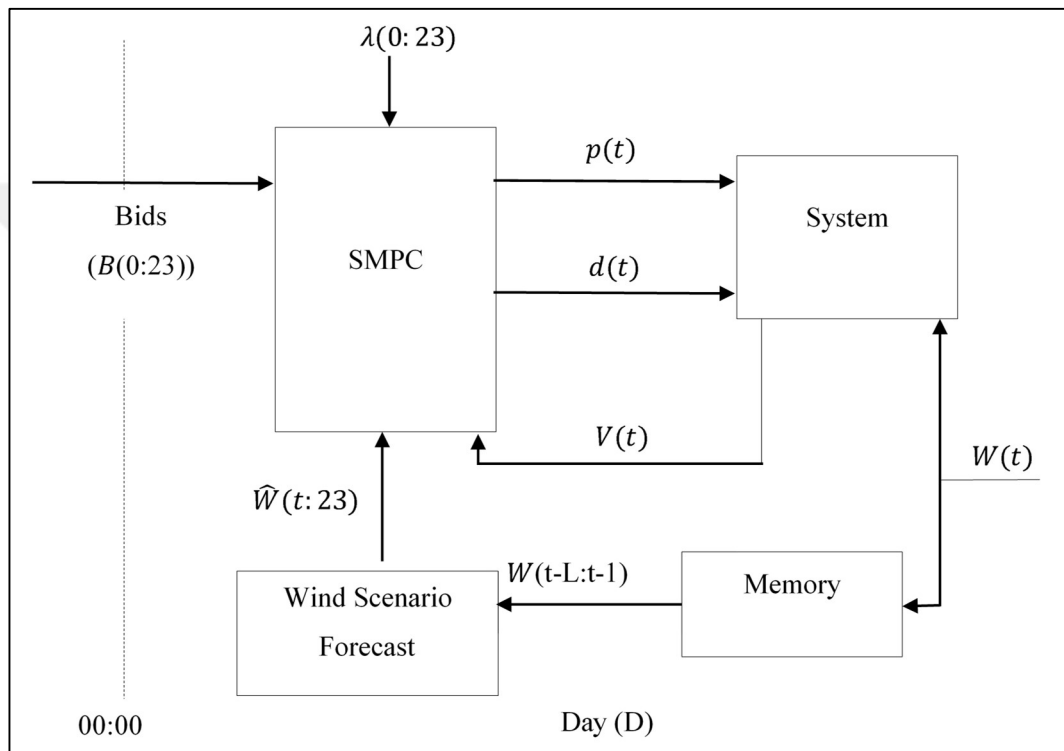 λ(0: 23)
p(t)
System
Bids
(B(0:23))
SMPC
d(t)
V(t)
W(t)
Ŵ(t: 23)
W(t-L:t-1)
Memory
Wind Scenario
Forecast
00:00
Day (D)